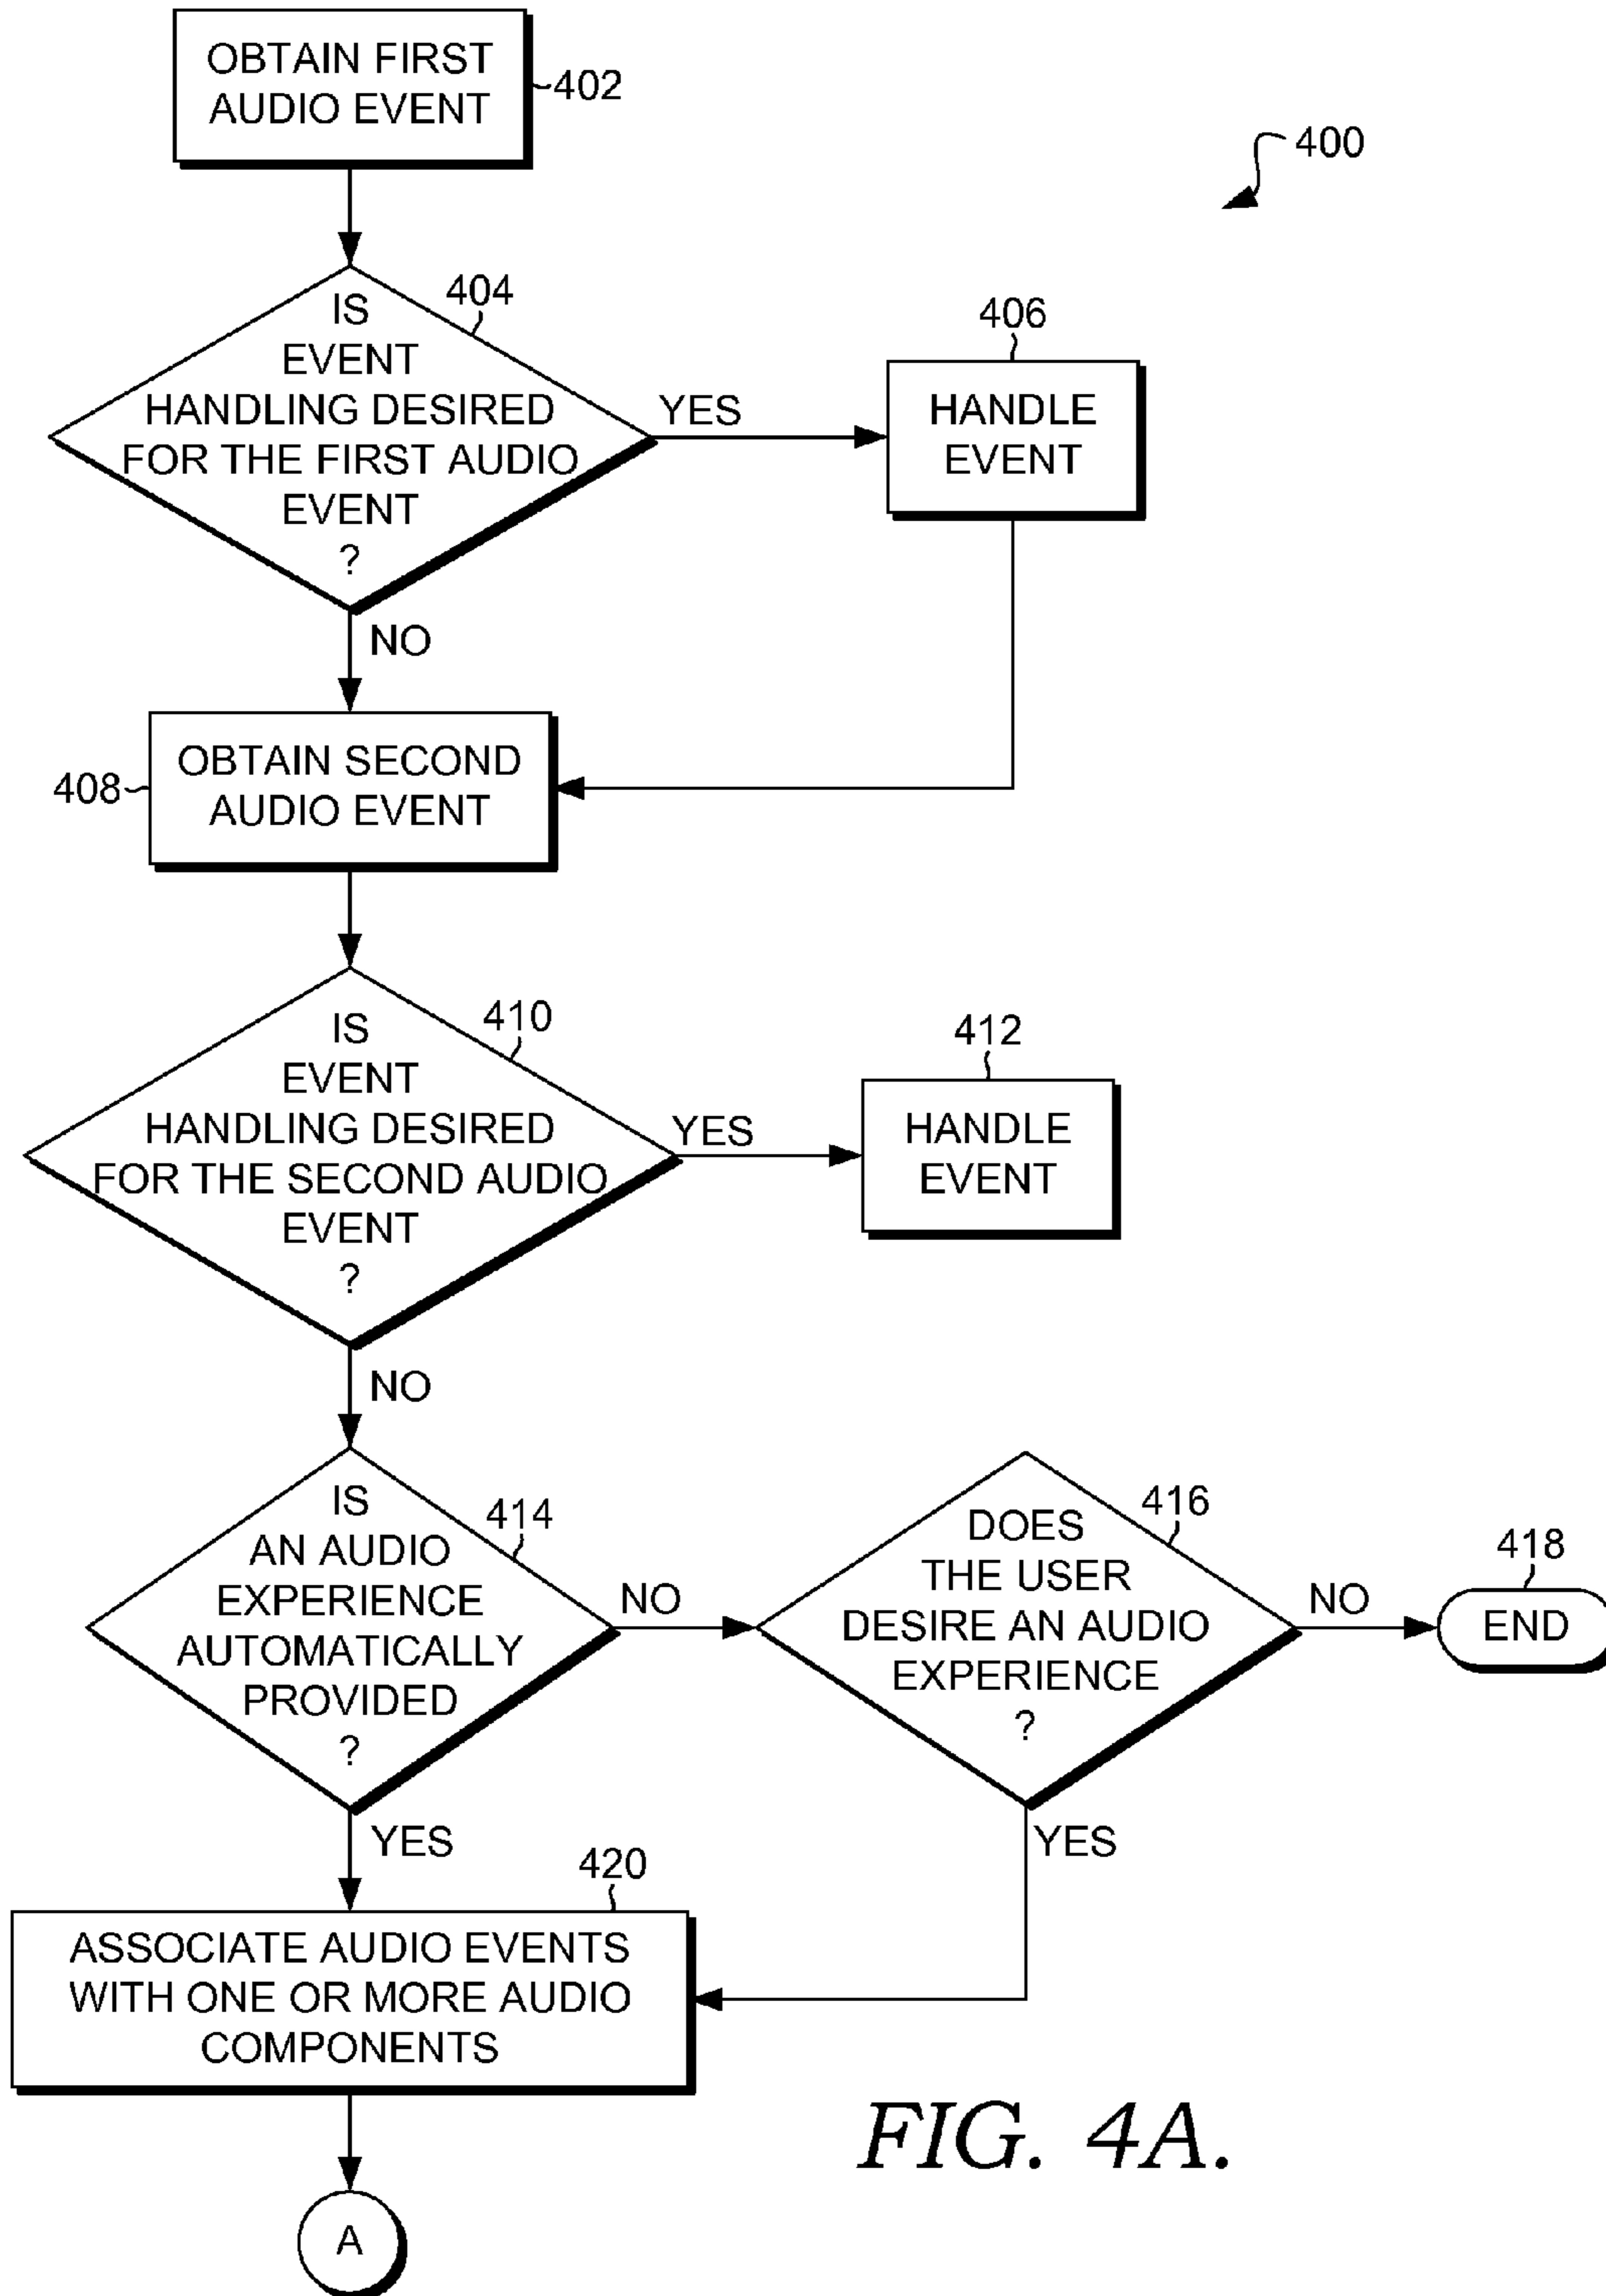 OBTAIN FIRST
AUDIO EVENT
402
400
404
IS
EVENT
HANDLING DESIRED
FOR THE FIRST AUDIO
EVENT
?
YES
406
HANDLE
EVENT
NO
408
OBTAIN SECOND
AUDIO EVENT
410
IS
EVENT
HANDLING DESIRED
FOR THE SECOND AUDIO
EVENT
?
YES
412
HANDLE
EVENT
NO
414
IS
AN AUDIO
EXPERIENCE
AUTOMATICALLY
PROVIDED
?
NO
416
DOES
THE USER
DESIRE AN AUDIO
EXPERIENCE
?
NO
418
END
YES
YES
420
ASSOCIATE AUDIO EVENTS
WITH ONE OR MORE AUDIO
COMPONENTS
A
FIG. 4A.